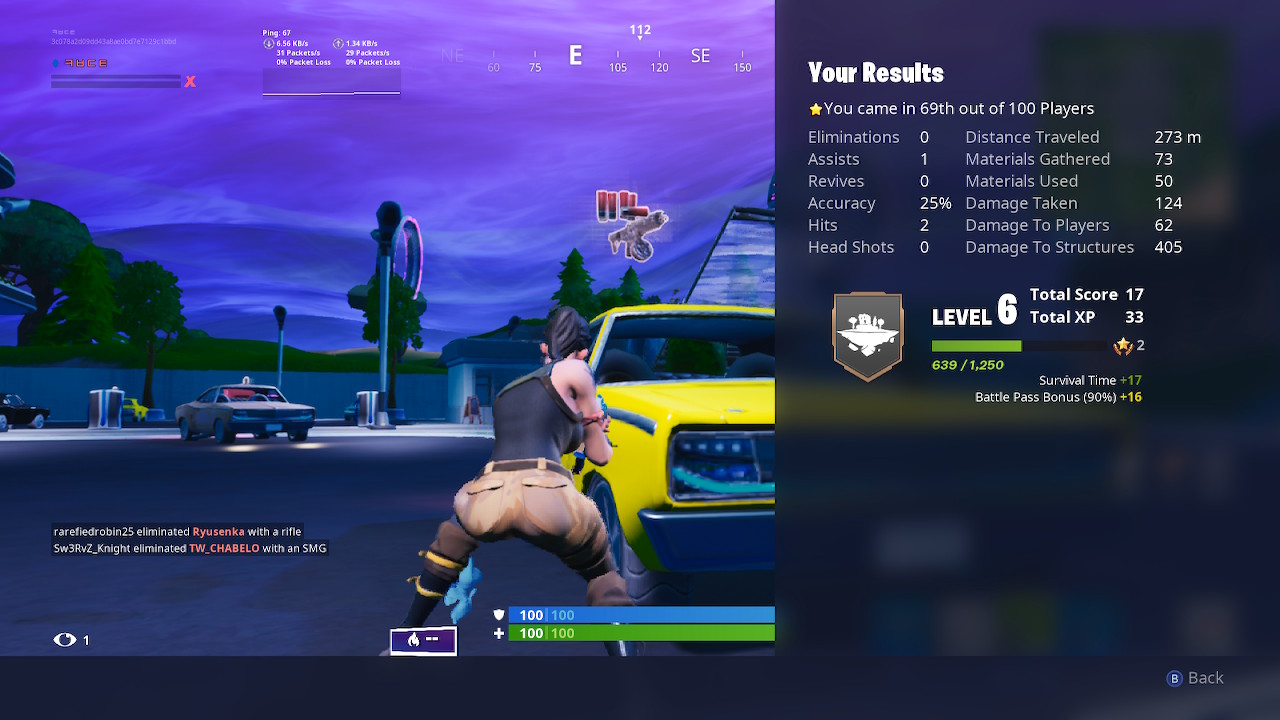 Ping: 67
6.56 KB/s 1.34 KB/s
31 Packets/s 29 Packets/s
0% Packet Loss 0% Packet Loss
112
NE 60 75 E 105 120 SE 150
X
rarefiedrobin25 eliminated Ryusenka with a rifle
Sw3RvZ_Knight eliminated TW_CHABELO with an SMG
1
--
100 100
100 100
Your Results
You came in 69th out of 100 Players
Eliminations 0 Distance Traveled 273 m
Assists 1 Materials Gathered 73
Revives 0 Materials Used 50
Accuracy 25% Damage Taken 124
Hits 2 Damage To Players 62
Head Shots 0 Damage To Structures 405
LEVEL 6
Total Score 17
Total XP 33
2
639 / 1,250
Survival Time +17
Battle Pass Bonus (90%) +16
B Back